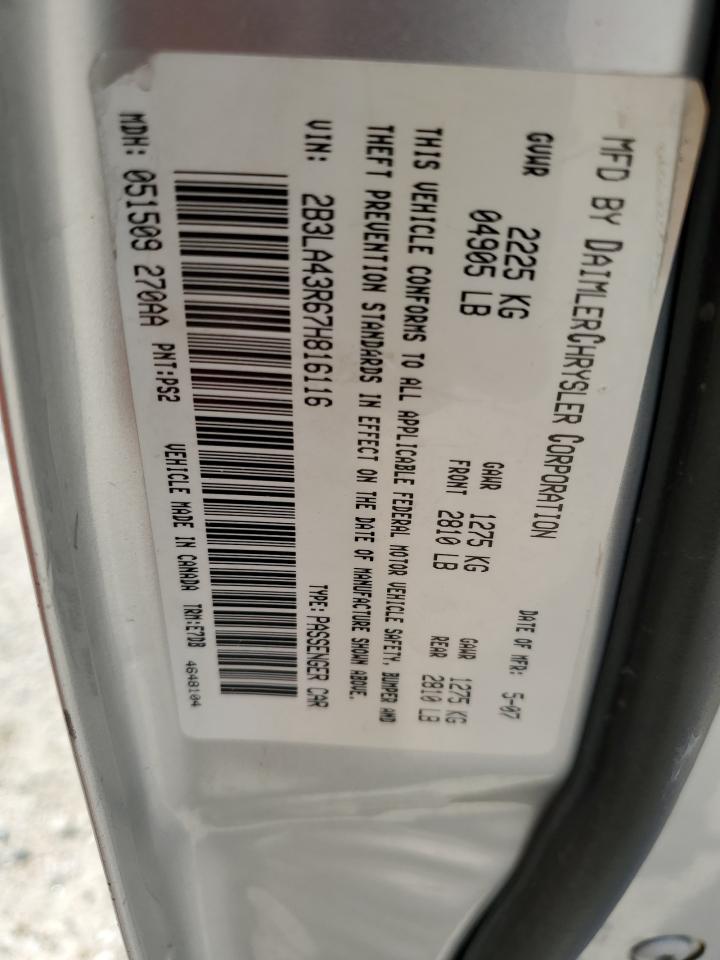 MFD BY DAIMLERCHRYSLER CORPORATION
DATE OF MFR: 5-07
GVWR 2225 KG
04905 LB
GAWR 1275 KG
FRONT 2810 LB
GAWR 1275 KG
REAR 2810 LB
THIS VEHICLE CONFORMS TO ALL APPLICABLE FEDERAL MOTOR VEHICLE SAFETY, BUMPER AND
THEFT PREVENTION STANDARDS IN EFFECT ON THE DATE OF MANUFACTURE SHOWN ABOVE.
VIN: 2B3LA43R67H816116 TYPE: PASSENGER CAR
MDH: 051509 270AA PNT:PS2 VEHICLE MADE IN CANADA TRM:E7DB 4648104